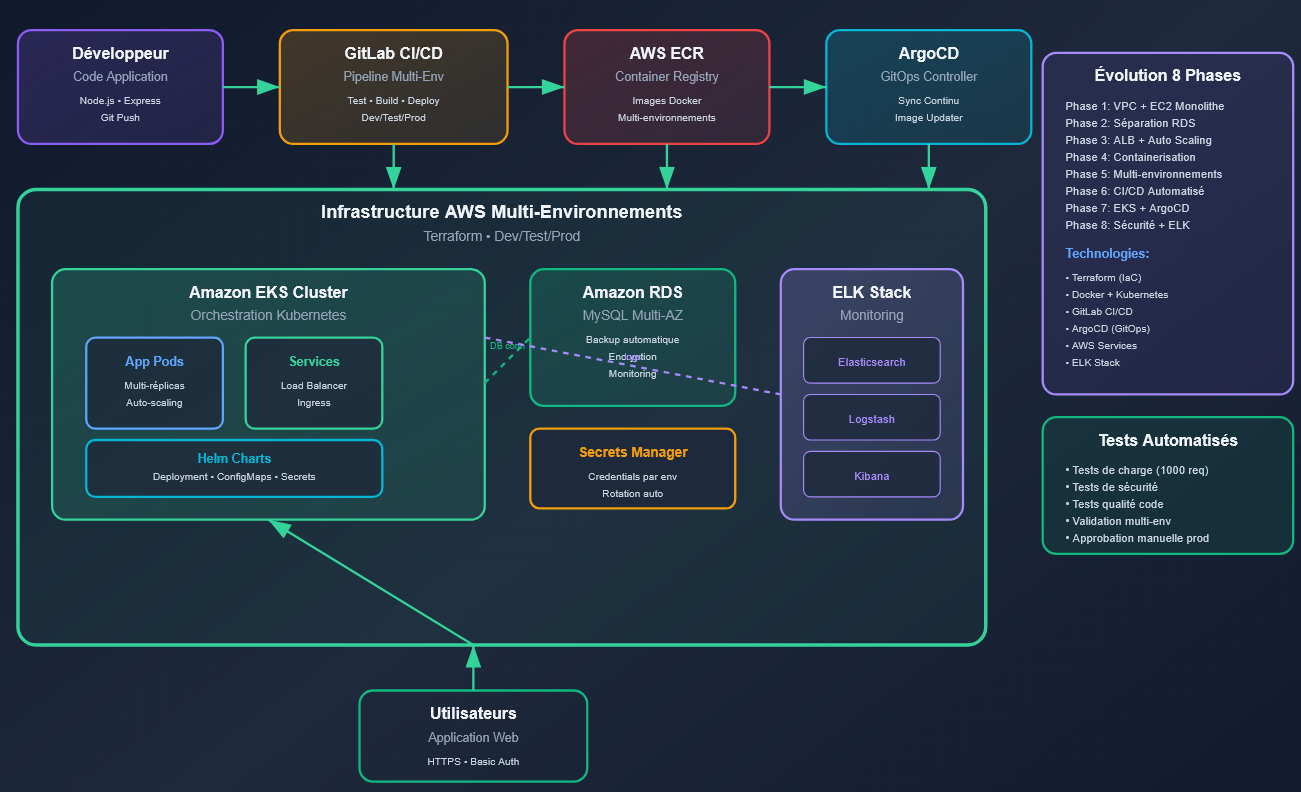 Développeur
Code Application
Node.js • Express
Git Push
GitLab CI/CD
Pipeline Multi-Env
Test • Build • Deploy
Dev/Test/Prod
AWS ECR
Container Registry
Images Docker
Multi-environnements
ArgoCD
GitOps Controller
Sync Continu
Image Updater
Évolution 8 Phases
Phase 1: VPC + EC2 Monolithe
Phase 2: Séparation RDS
Phase 3: ALB + Auto Scaling
Phase 4: Containerisation
Phase 5: Multi-environnements
Phase 6: CI/CD Automatisé
Phase 7: EKS + ArgoCD
Phase 8: Sécurité + ELK
Technologies:
• Terraform (IaC)
• Docker + Kubernetes
• GitLab CI/CD
• ArgoCD (GitOps)
• AWS Services
• ELK Stack
Infrastructure AWS Multi-Environnements
Terraform • Dev/Test/Prod
Amazon EKS Cluster
Orchestration Kubernetes
App Pods
Multi-réplicas
Auto-scaling
Services
Load Balancer
Ingress
Helm Charts
Deployment • ConfigMaps • Secrets
DB conn
Amazon RDS
MySQL Multi-AZ
Backup automatique
Encryption
Monitoring
Secrets Manager
Credentials par env
Rotation auto
ELK Stack
Monitoring
Elasticsearch
Logstash
Kibana
Tests Automatisés
• Tests de charge (1000 req)
• Tests de sécurité
• Tests qualité code
• Validation multi-env
• Approbation manuelle prod
Utilisateurs
Application Web
HTTPS • Basic Auth